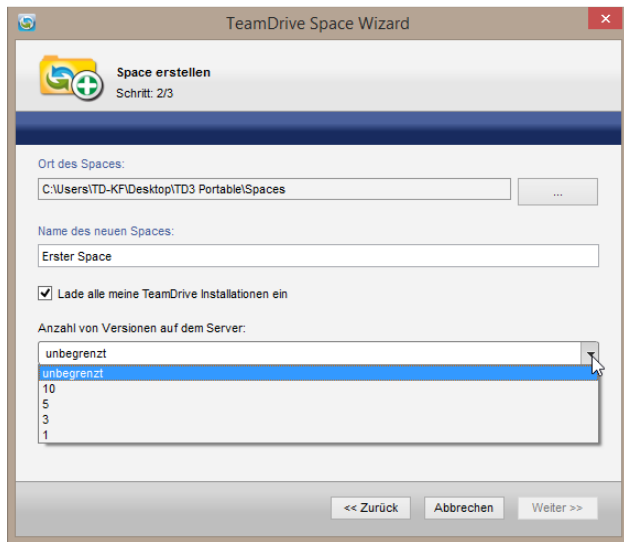 TeamDrive Space Wizard
Space erstellen
Schritt: 2/3
Ort des Spaces:
C:\Users\TD-KF\Desktop\TD3 Portable\Spaces
...
Name des neuen Spaces:
Erster Space
Lade alle meine TeamDrive Installationen ein
Anzahl von Versionen auf dem Server:
unbegrenzt
unbegrenzt
10
5
3
1
<< Zurück
Abbrechen
Weiter >>